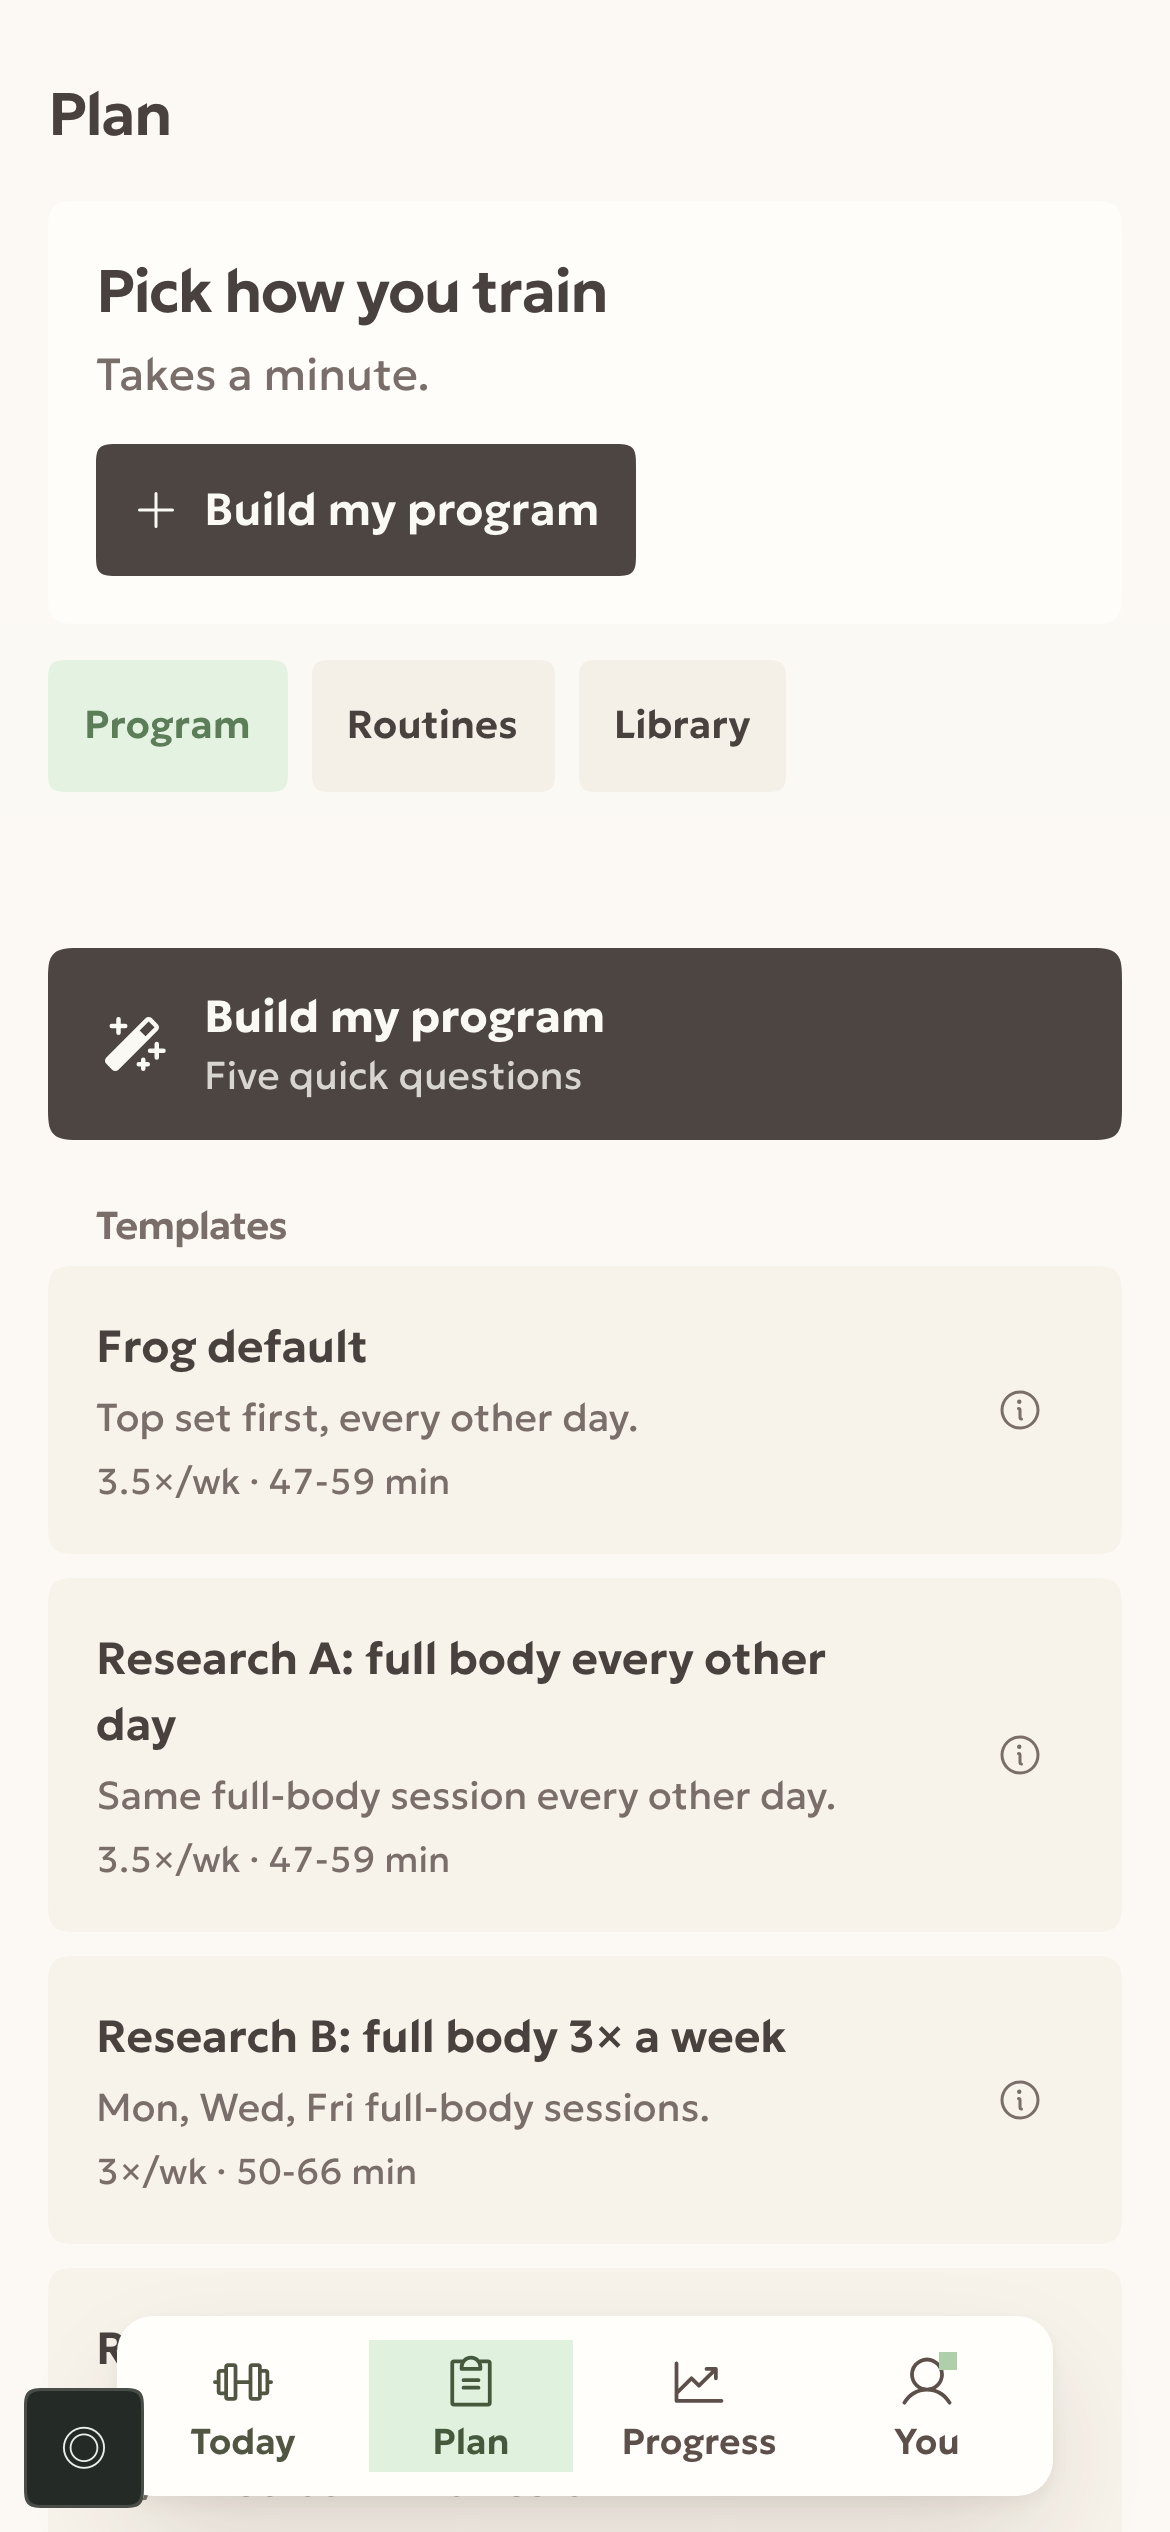 Plan
Pick how you train
Takes a minute.
Build my program
Program
Routines
Library
Build my program
Five quick questions
Templates
Frog default
Top set first, every other day.
3.5×/wk · 47-59 min
Research A: full body every other
day
Same full-body session every other day.
3.5×/wk · 47-59 min
Research B: full body 3× a week
Mon, Wed, Fri full-body sessions.
3×/wk · 50-66 min
Today
Plan
Progress
You